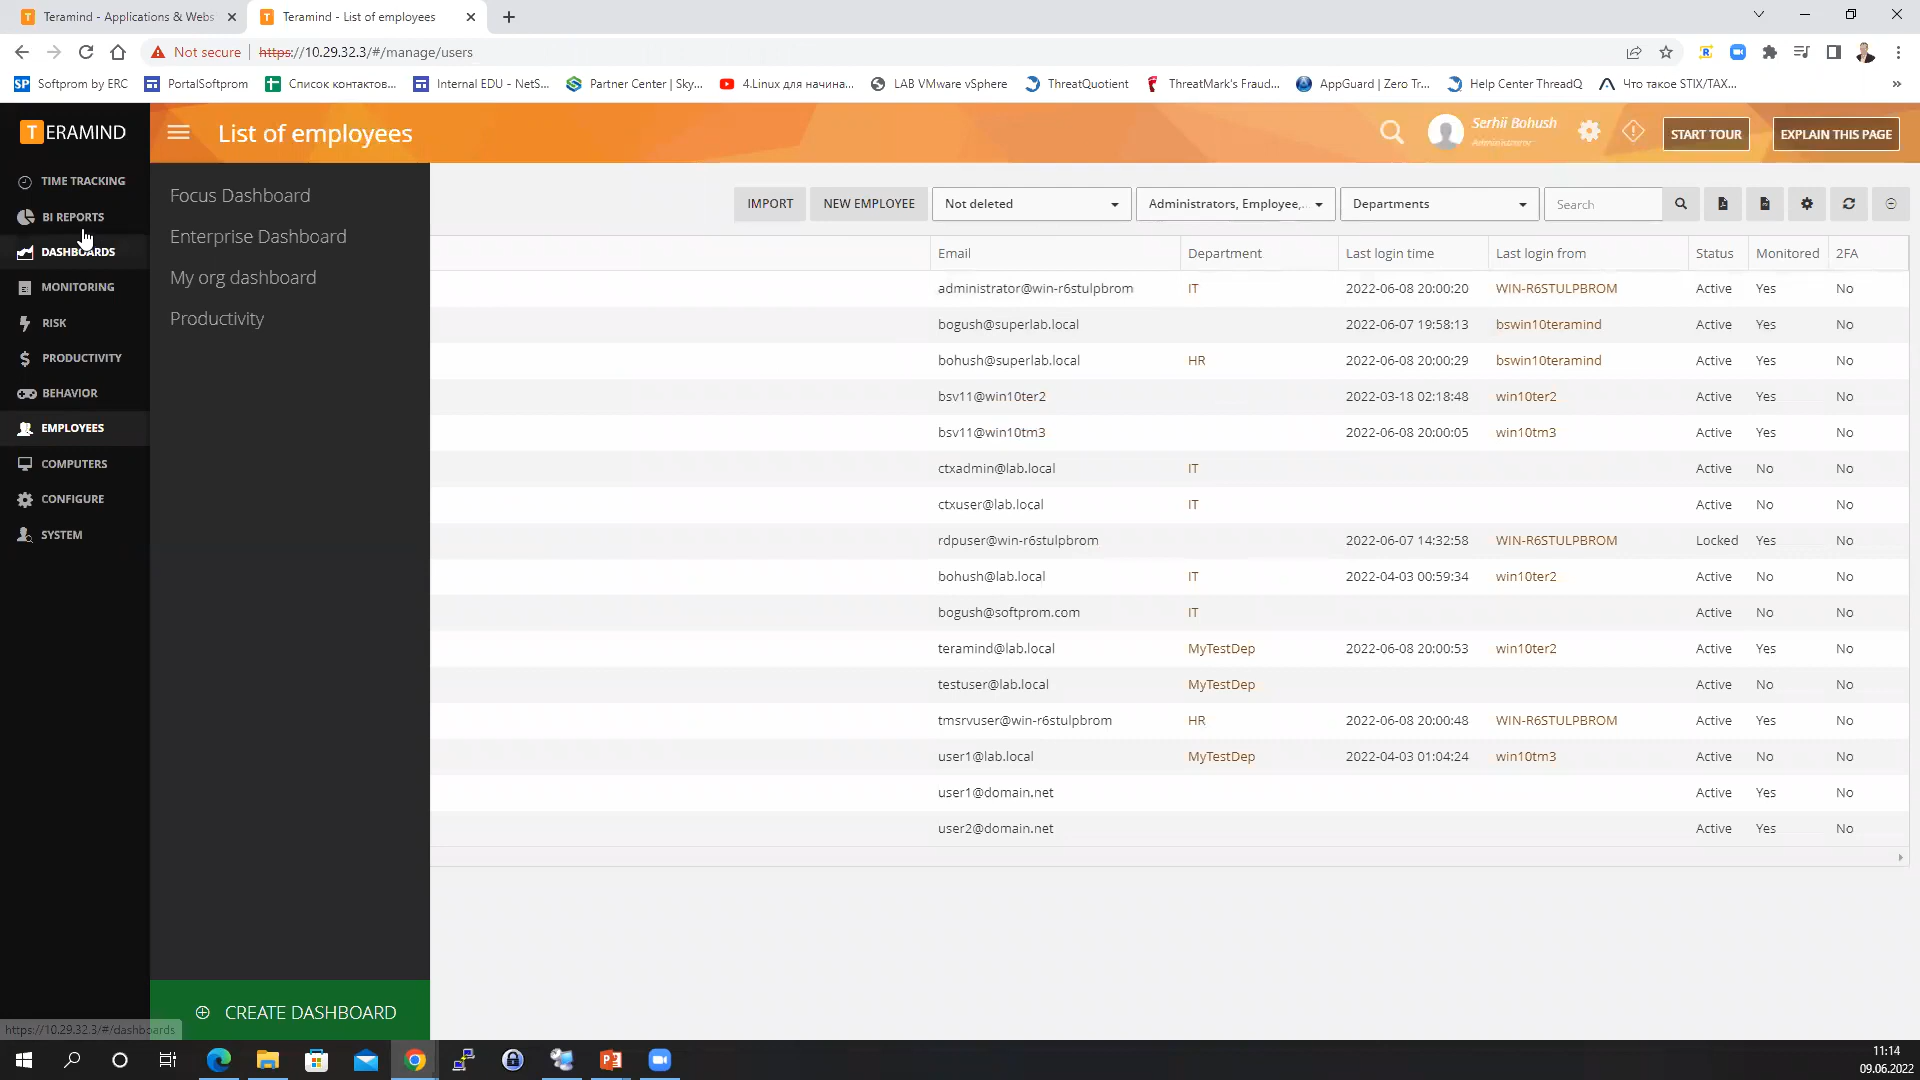 Teramind - Applications & Webs
Teramind - List of employees
Not secure
https://10.29.32.3/#/manage/users
Softprom by ERC
PortalSoftprom
Список контактов...
Internal EDU - NetS...
Partner Center | Sky...
4.Linux для начина...
LAB VMware vSphere
ThreatQuotient
ThreatMark's Fraud...
AppGuard | Zero Tr...
Help Center ThreadQ
Что такое STIX/TAX...
TERAMIND
List of employees
Serhii Bohush
Administrator
START TOUR
EXPLAIN THIS PAGE
TIME TRACKING
BI REPORTS
DASHBOARDS
MONITORING
RISK
PRODUCTIVITY
BEHAVIOR
EMPLOYEES
COMPUTERS
CONFIGURE
SYSTEM
Focus Dashboard
Enterprise Dashboard
My org dashboard
Productivity
CREATE DASHBOARD
IMPORT
NEW EMPLOYEE
Not deleted
Administrators, Employee,...
Departments
Search
Email Department Last login time Last login from Status Monitored 2FA
administrator@win-r6stulpbrom IT 2022-06-08 20:00:20 WIN-R6STULPBROM Active Yes No
bogush@superlab.local 2022-06-07 19:58:13 bswin10teramind Active Yes No
bohush@superlab.local HR 2022-06-08 20:00:29 bswin10teramind Active Yes No
bsv11@win10ter2 2022-03-18 02:18:48 win10ter2 Active Yes No
bsv11@win10tm3 2022-06-08 20:00:05 win10tm3 Active Yes No
ctxadmin@lab.local IT Active No No
ctxuser@lab.local IT Active No No
rdpuser@win-r6stulpbrom 2022-06-07 14:32:58 WIN-R6STULPBROM Locked Yes No
bohush@lab.local IT 2022-04-03 00:59:34 win10ter2 Active No No
bogush@softprom.com IT Active No No
teramind@lab.local MyTestDep 2022-06-08 20:00:53 win10ter2 Active Yes No
testuser@lab.local MyTestDep Active No No
tmsrvuser@win-r6stulpbrom HR 2022-06-08 20:00:48 WIN-R6STULPBROM Active Yes No
user1@lab.local MyTestDep 2022-04-03 01:04:24 win10tm3 Active No No
user1@domain.net Active Yes No
user2@domain.net Active Yes No
https://10.29.32.3/#/dashboards
11:14
09.06.2022